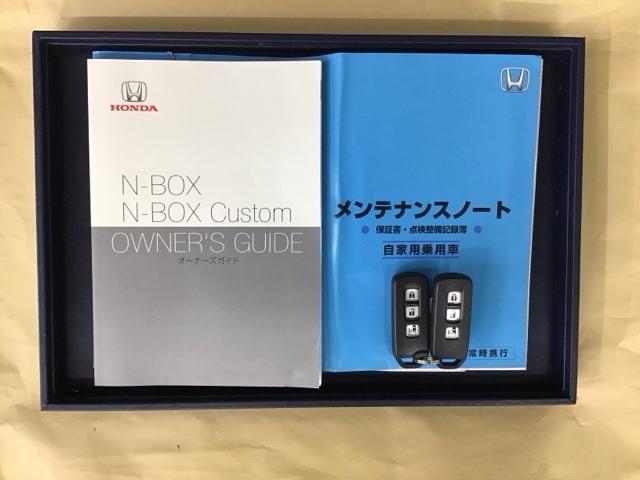 HONDA
N-BOX
N-BOX Custom
OWNER'S GUIDE
オーナーズガイド
メンテナンスノート
● 保証書・点検整備記録簿 ●
自家用乗用車
常時携行